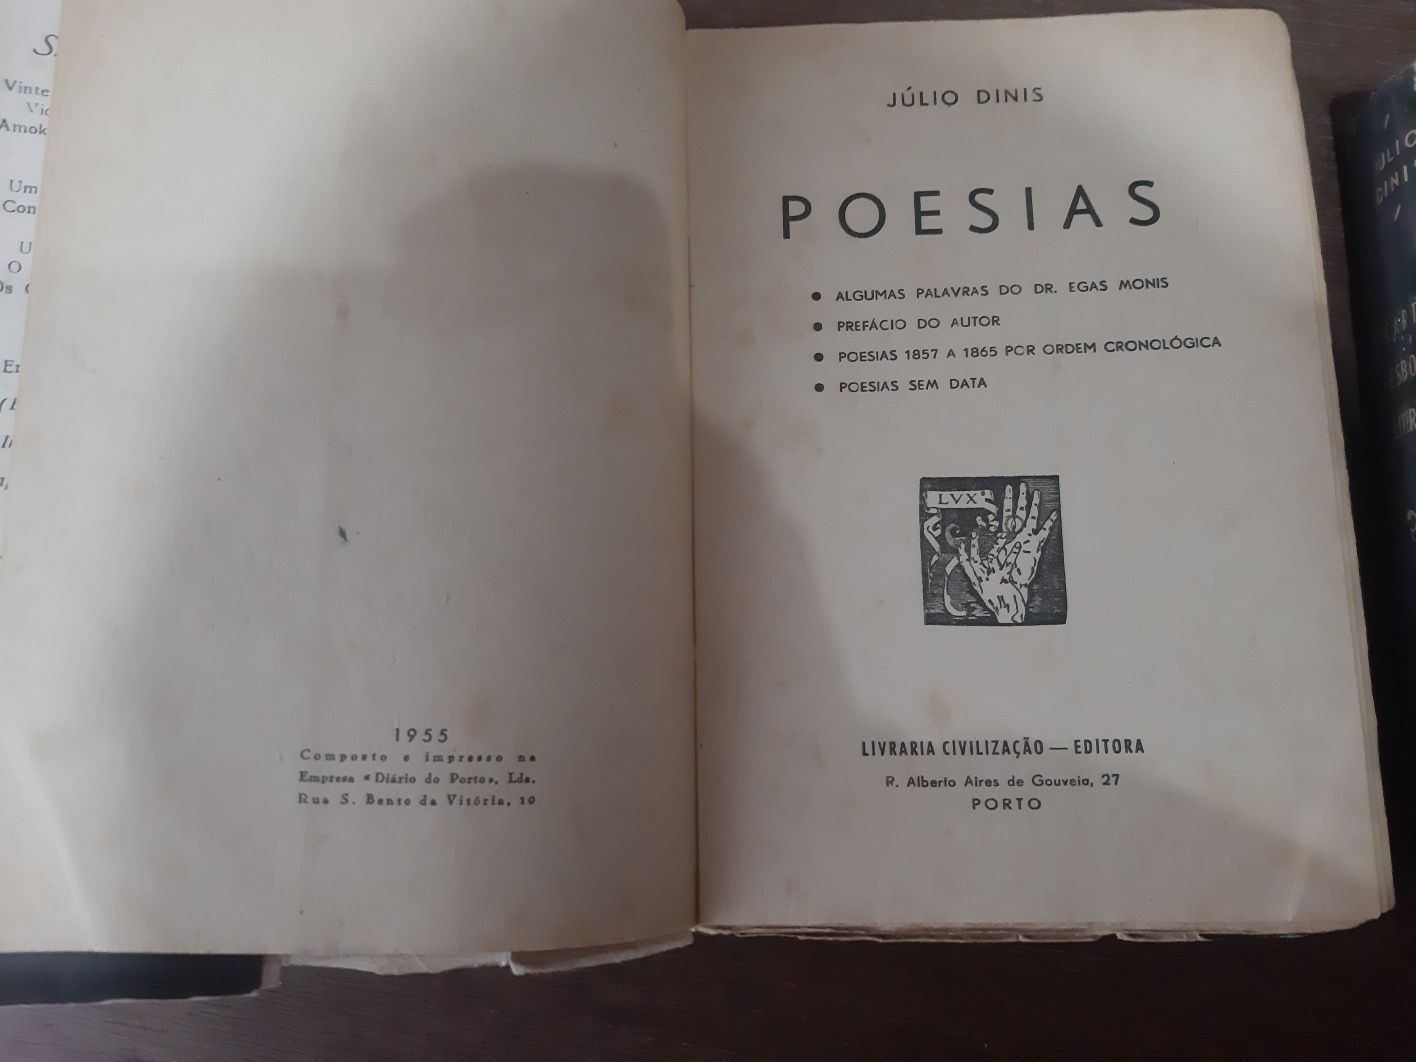 Vinte
Amok
Um
1955
Composto e impresso na
Empresa «Diário do Porto», Lda.
Rua S. Bento da Vitória, 10
JÚLIO DINIS
POESIAS
• ALGUMAS PALAVRAS DO DR. EGAS MONIS
• PREFÁCIO DO AUTOR
• POESIAS 1857 A 1865 POR ORDEM CRONOLÓGICA
• POESIAS SEM DATA
LVX
LIVRARIA CIVILIZAÇÃO — EDITORA
R. Alberto Aires de Gouveia, 27
PORTO